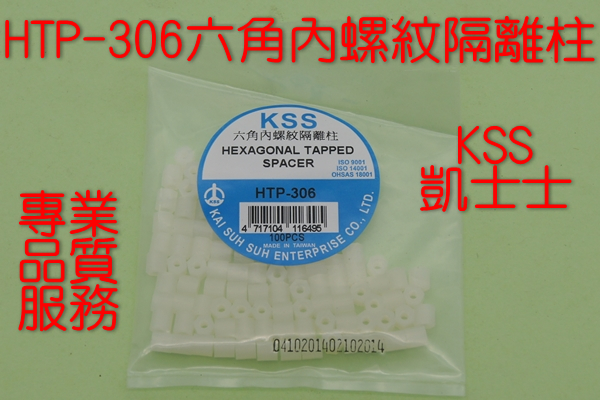 HTP-306六角內螺紋隔離柱
KSS
六角內螺紋隔離柱
HEXAGONAL TAPPED
SPACER
ISO 9001
ISO 14001
OHSAS 18001
HTP-306
4 717104 116495
100PCS
MADE IN TAIWAN
KAI SUH SUH ENTERPRISE CO., LTD.
KSS
凱士士
專業
品質
服務
0410201402102014